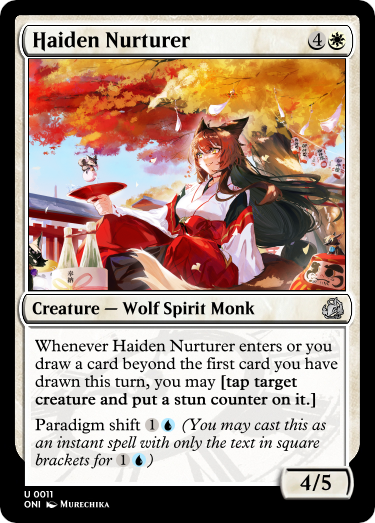 Haiden Nurturer 4
Creature — Wolf Spirit Monk
Whenever Haiden Nurturer enters or you
draw a card beyond the first card you have
drawn this turn, you may [tap target
creature and put a stun counter on it.]
Paradigm shift 1 (You may cast this as
an instant spell with only the text in square
brackets for 1 )
4/5
U 0011
ONI Murechika